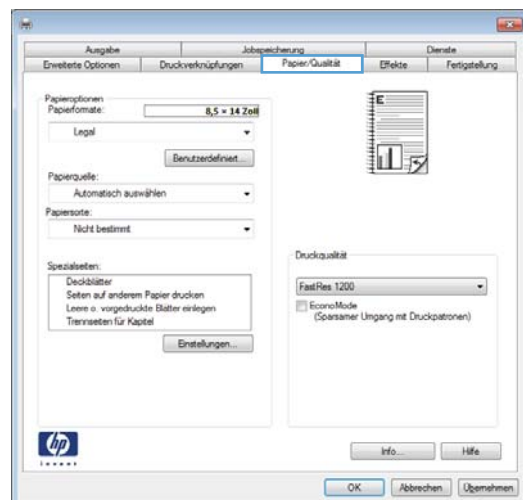 Ausgabe Jobspeicherung Dienste
Erweiterte Optionen Druckverknüpfungen Papier/Qualität Effekte Fertigstellung
Papieroptionen
Papierformate: 8,5 × 14 Zoll
Legal
Benutzerdefiniert...
Papierquelle:
Automatisch auswählen
Papiersorte:
Nicht bestimmt
Spezialseiten:
Deckblätter
Seiten auf anderem Papier drucken
Leere o. vorgedruckte Blätter einlegen
Trennseiten für Kapitel
Einstellungen...
E
Druckqualität
FastRes 1200
EconoMode
(Sparsamer Umgang mit Druckpatronen)
hp
invent
Info... Hilfe
OK Abbrechen Übernehmen